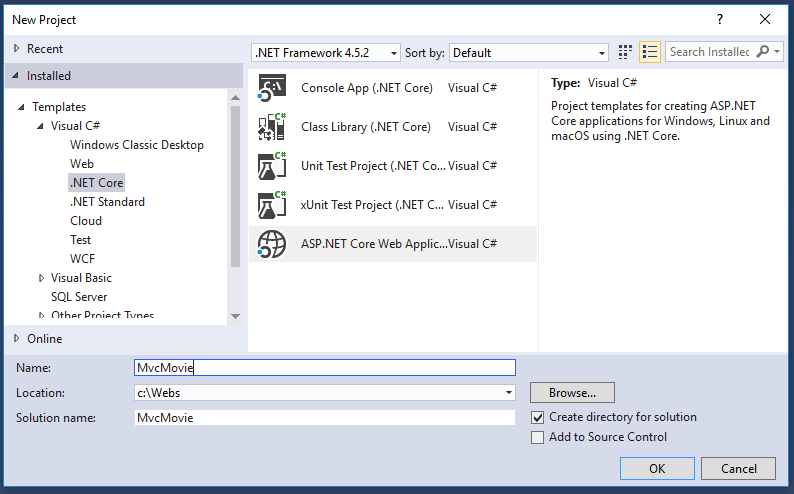 New Project
?
Recent
.NET Framework 4.5.2
Sort by:
Default
Search Installed
Installed
Templates
Visual C#
Windows Classic Desktop
Web
.NET Core
.NET Standard
Cloud
Test
WCF
Visual Basic
SQL Server
Other Project Types
Online
C:\
Console App (.NET Core) Visual C#
C#
Class Library (.NET Core) Visual C#
C#
Unit Test Project (.NET Co... Visual C#
C#
xUnit Test Project (.NET C... Visual C#
ASP.NET Core Web Applic... Visual C#
Type: Visual C#
Project templates for creating ASP.NET
Core applications for Windows, Linux and
macOS using .NET Core.
Name: MvcMovie
Location: c:\Webs
Browse...
Solution name: MvcMovie
Create directory for solution
Add to Source Control
OK
Cancel